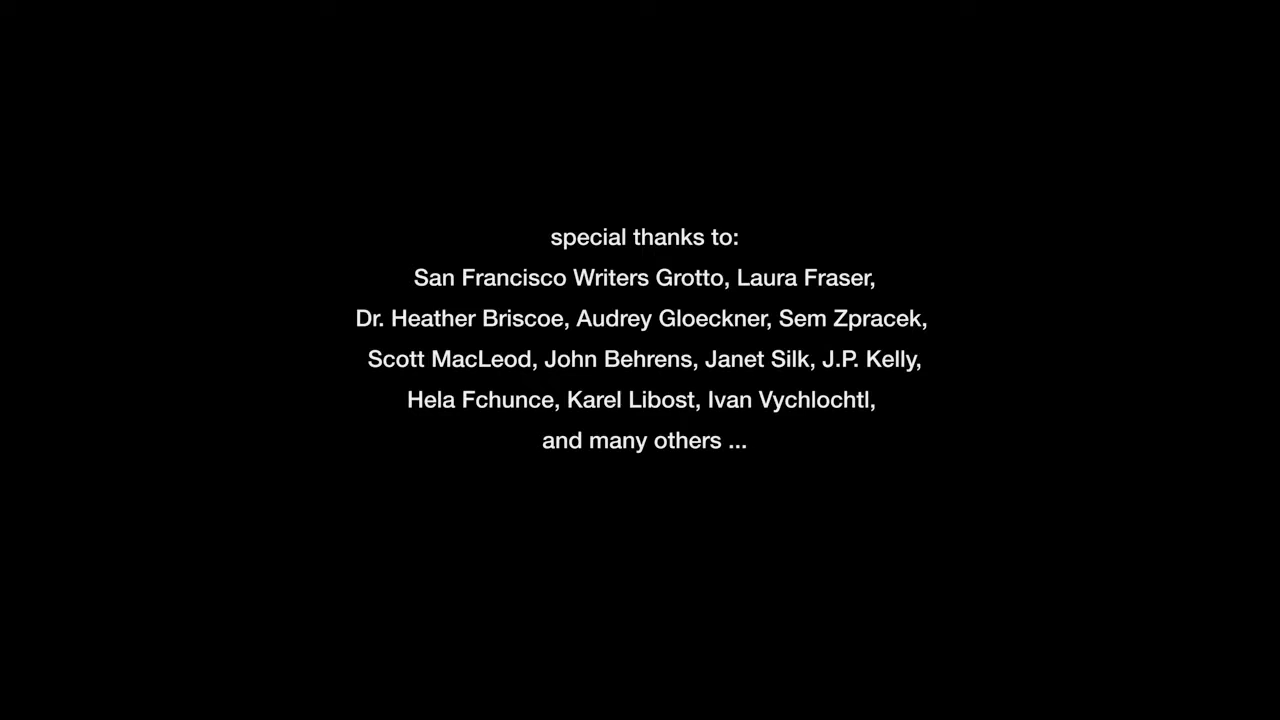 special thanks to:
San Francisco Writers Grotto, Laura Fraser,
Dr. Heather Briscoe, Audrey Gloeckner, Sem Zpracek,
Scott MacLeod, John Behrens, Janet Silk, J.P. Kelly,
Hela Fchunce, Karel Libost, Ivan Vychlochtl,
and many others ...